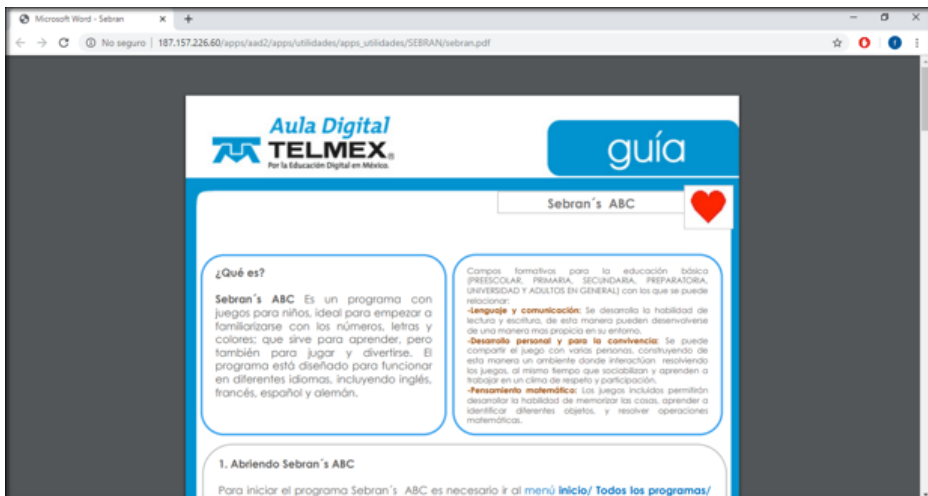 Microsoft Word - Sebran
No seguro | 187.157.226.60/apps/aad2/apps/utilidades/apps_utilidades/SEBRAN/sebran.pdf
Aula Digital
TELMEX®
Por la Educación Digital en México.
guía
Sebran´s ABC
¿Qué es?
Sebran´s ABC Es un programa con
juegos para niños, ideal para empezar a
familiarizarse con los números, letras y
colores; que sirve para aprender, pero
también para jugar y divertirse. El
programa está diseñado para funcionar
en diferentes idiomas, incluyendo inglés,
francés, español y alemán.
Campos formativos para la educación básica
(PREESCOLAR, PRIMARIA, SECUNDARIA, PREPARATORIA,
UNIVERSIDAD Y ADULTOS EN GENERAL) con los que se puede
relacionar:
-Lenguaje y comunicación: Se desarrolla la habilidad de
lectura y escritura, de esta manera pueden desenvolverse
de una manera mas propicia en su entorno.
-Desarrollo personal y para la convivencia: Se puede
compartir el juego con varias personas, construyendo de
esta manera un ambiente donde interactúan resolviendo
los juegos, al mismo tiempo que sociabilizan y aprenden a
trabajar en un clima de respeto y participación.
-Pensamiento matemático: Los juegos incluidos permitirán
desarrollar la habilidad de memorizar las cosas, aprender a
identificar diferentes objetos, y resolver operaciones
matemáticas.
1. Abriendo Sebran´s ABC
Para iniciar el programa Sebran´s ABC es necesario ir al menú inicio/ Todos los programas/